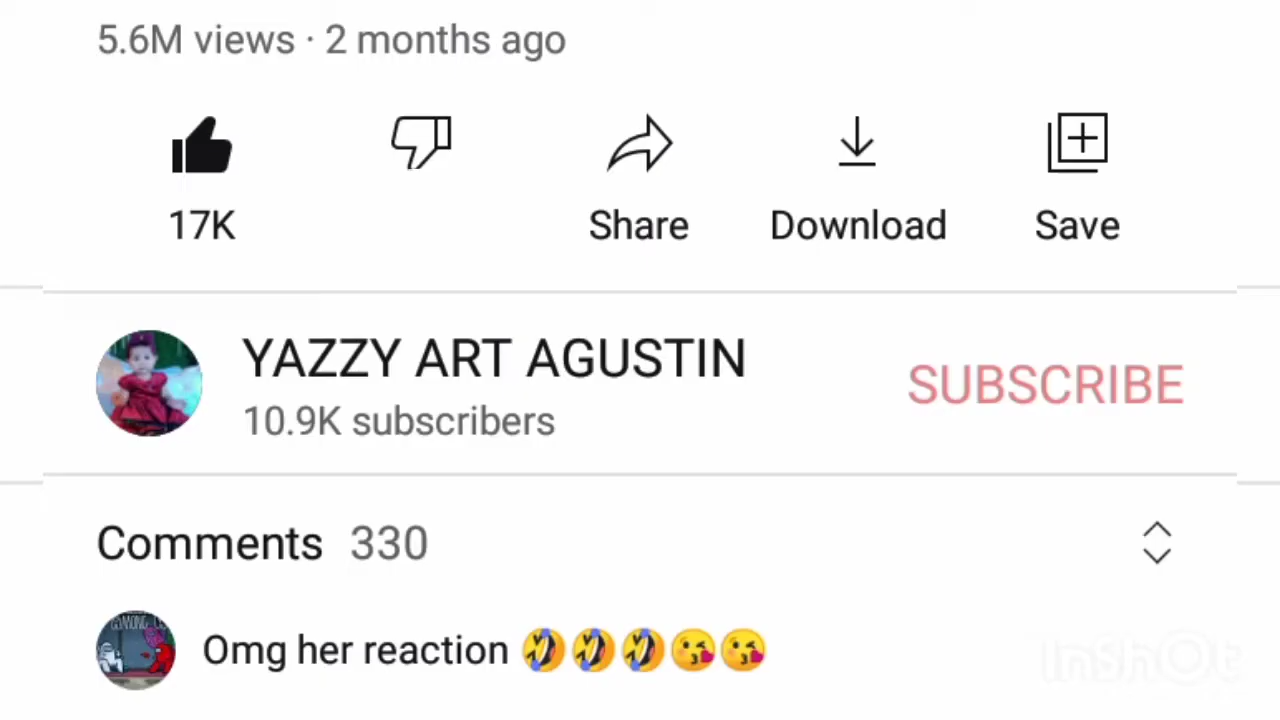 5.6M views · 2 months ago
17K
Share
Download
Save
YAZZY ART AGUSTIN
10.9K subscribers
SUBSCRIBE
Comments 330
Omg her reaction 🤣🤣🤣😘😘
InShOt